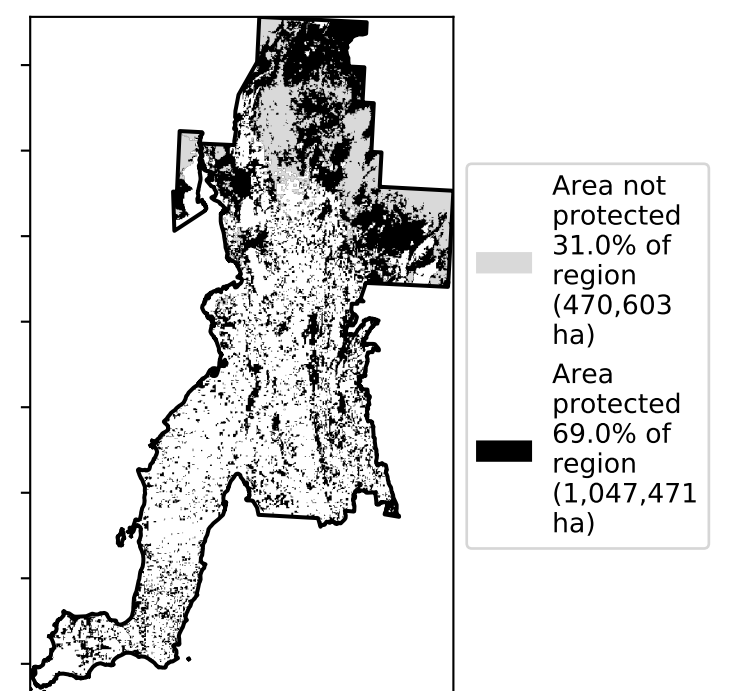 Area not
protected
31.0% of
region
(470,603
ha)
Area
protected
69.0% of
region
(1,047,471
ha)